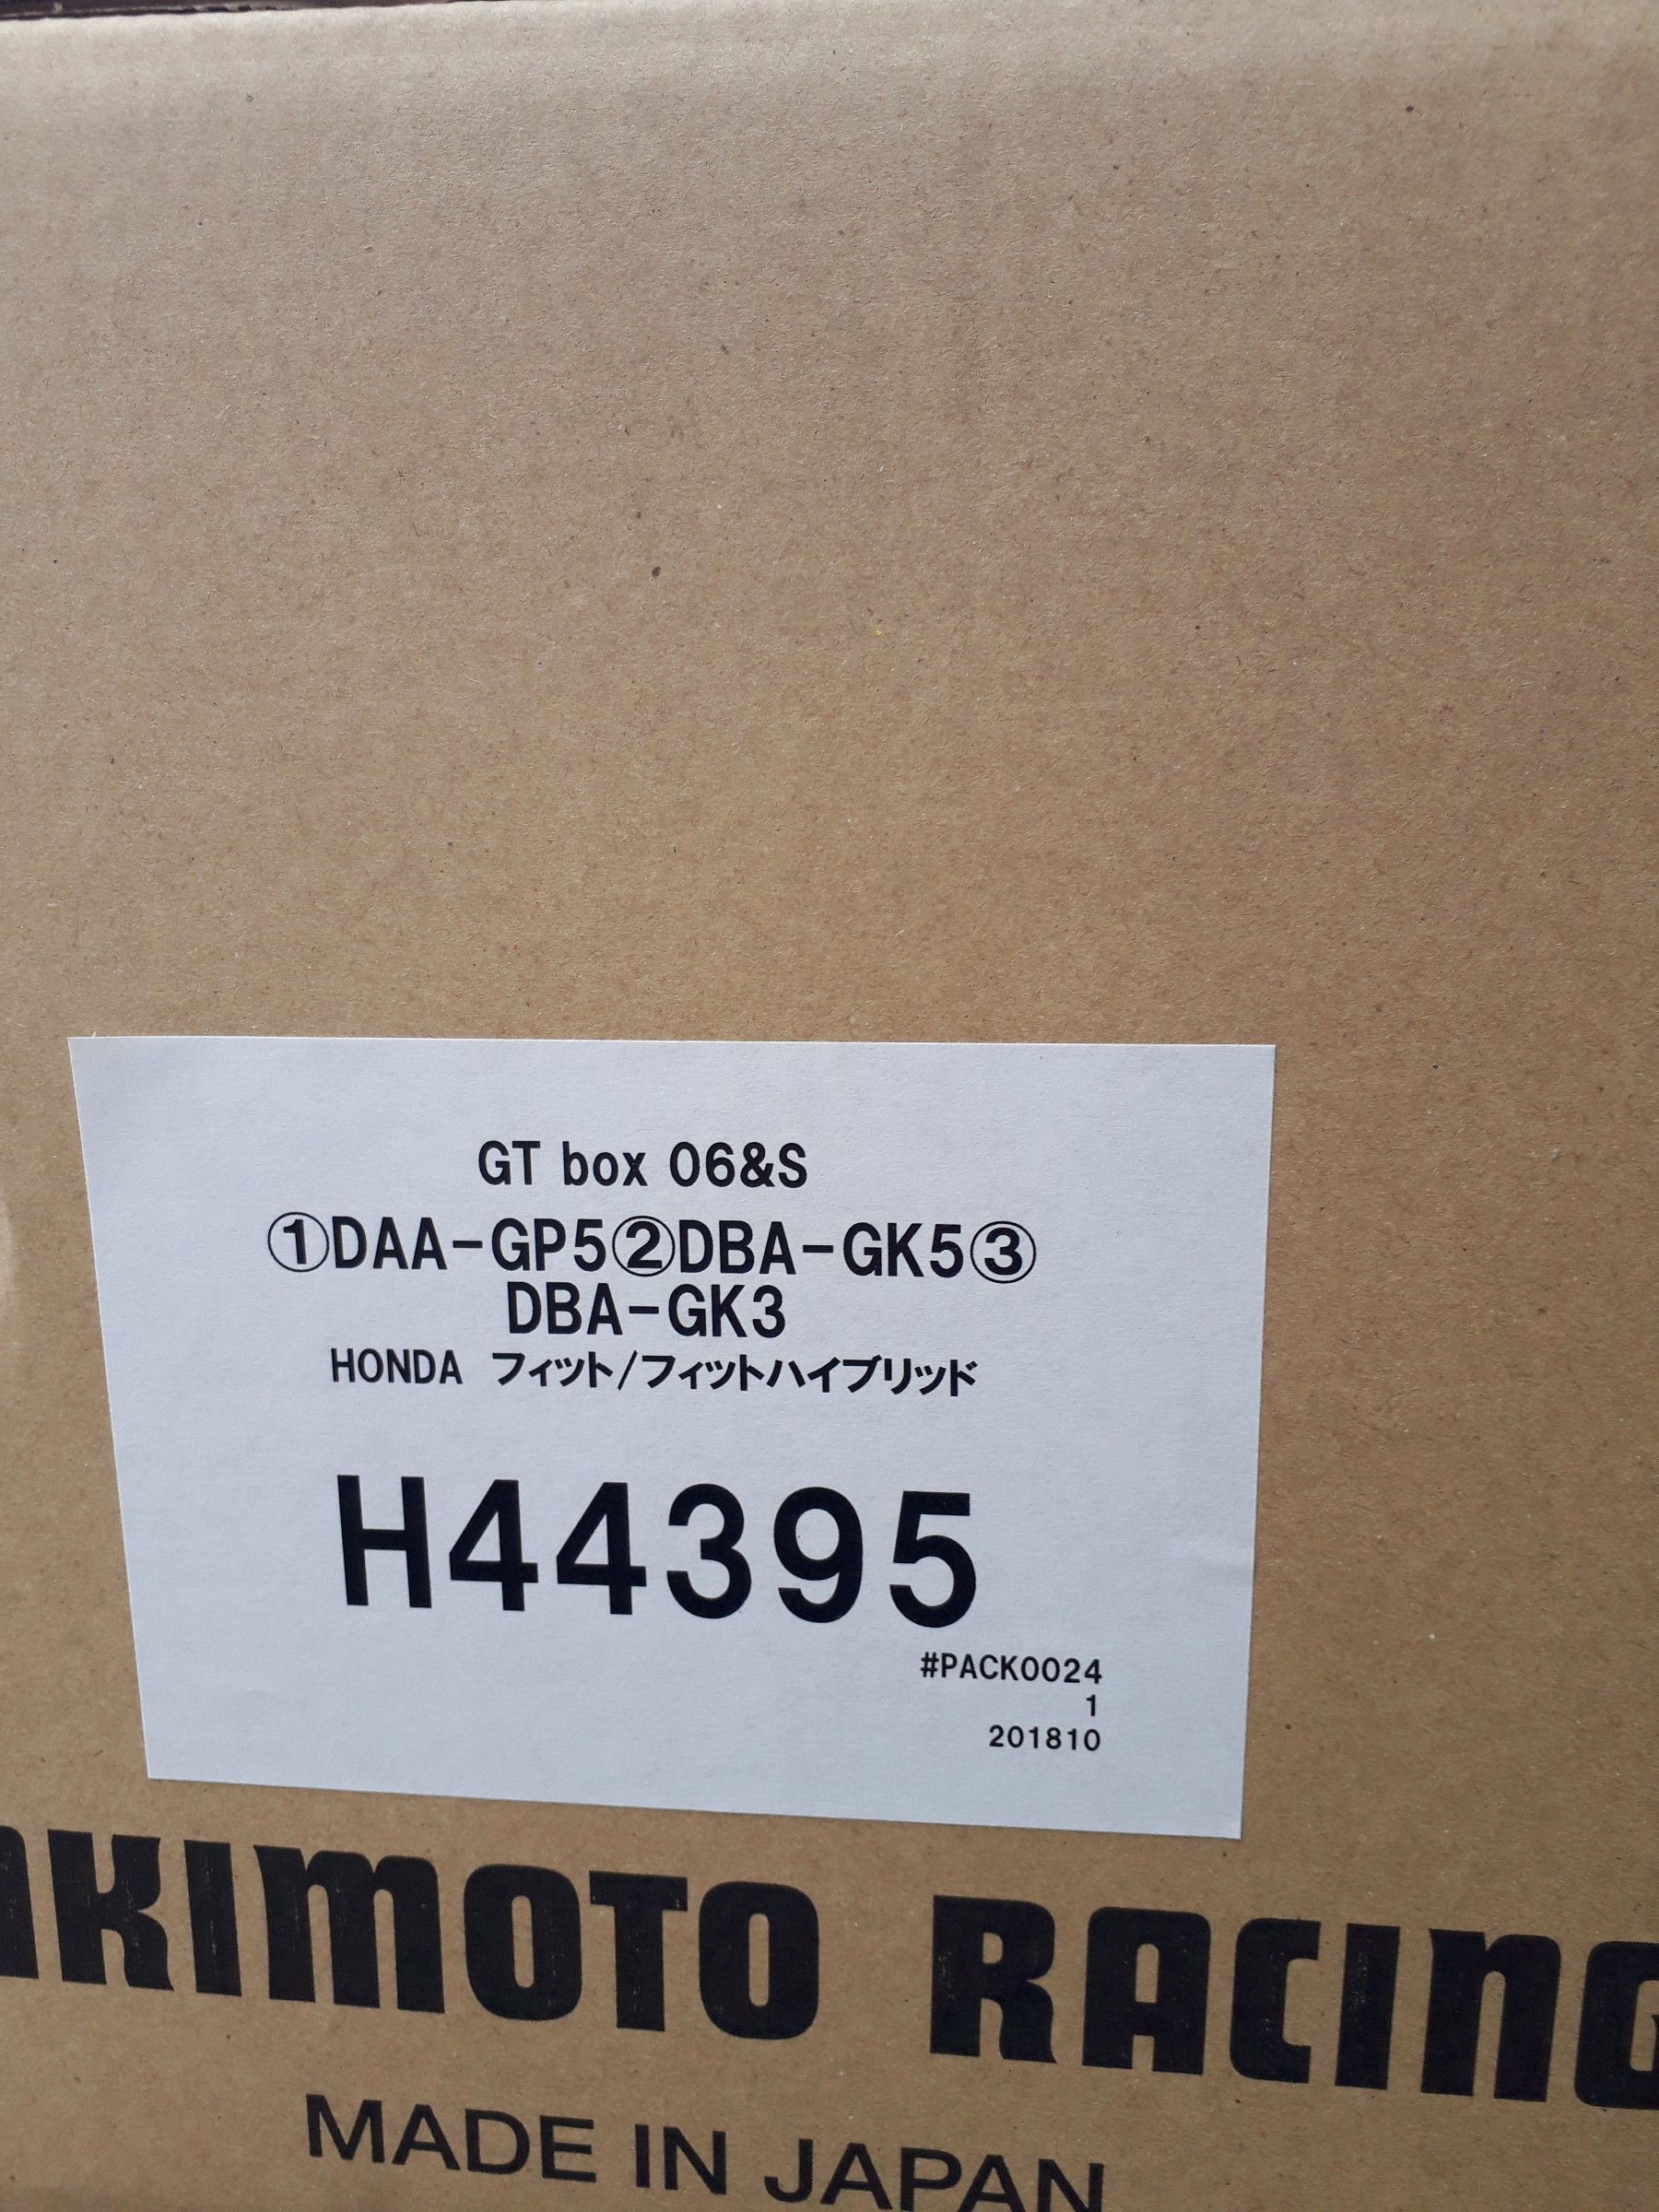 GT box 06&S
①DAA-GP5②DBA-GK5③
DBA-GK3
HONDA フィット/フィットハイブリッド
H44395
#PACK0024
1
201810
AKIMOTO RACING
MADE IN JAPAN